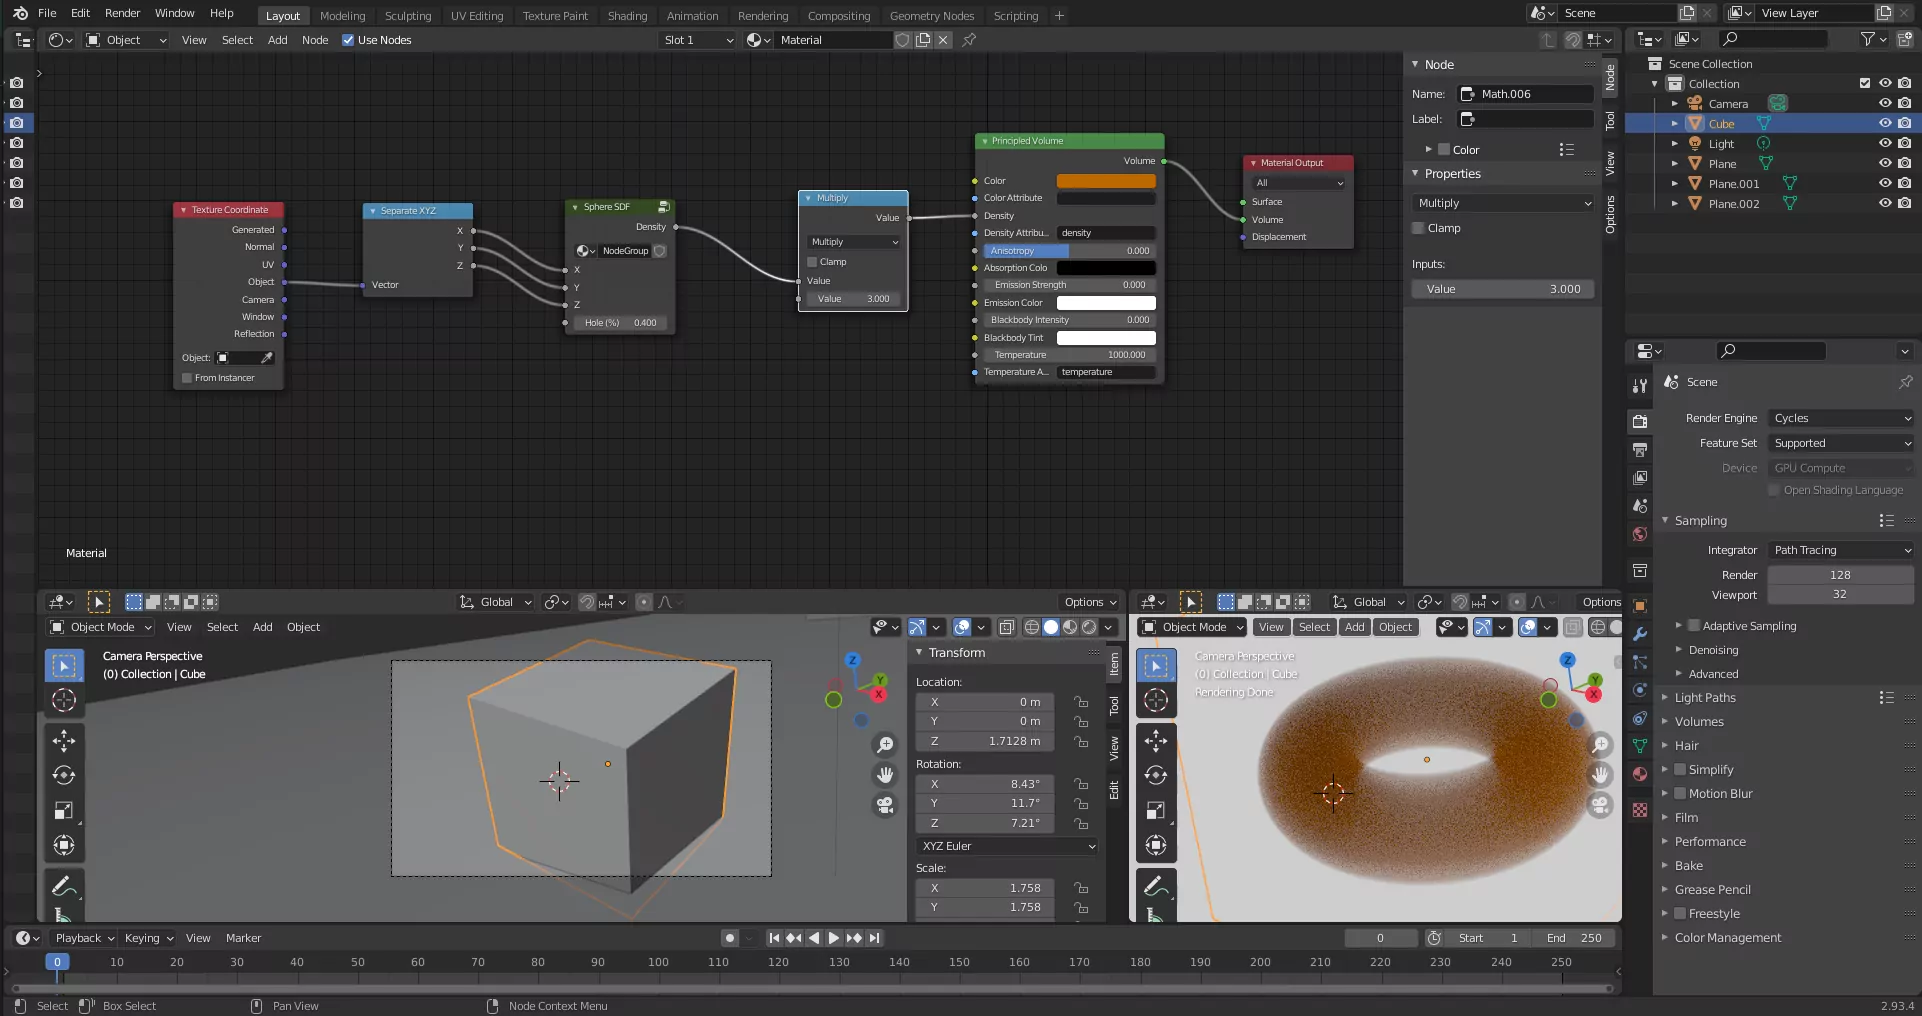 File Edit Render Window Help Layout Modeling Sculpting UV Editing Texture Paint Shading Animation Rendering Compositing Geometry Nodes Scripting + Scene View Layer
Object View Select Add Node Use Nodes Slot 1 Material
Node
Name: Math.006
Label:
Color
Properties
Multiply
Clamp
Inputs:
Value 3.000
Node
Tool
View
Options
Texture Coordinate
Generated
Normal
UV
Object
Camera
Window
Reflection
Object:
From Instancer
Separate XYZ
X
Y
Z
Vector
Sphere SDF
Density
NodeGroup
X
Y
Z
Hole (%) 0.400
Multiply
Value
Multiply
Clamp
Value
Value 3.000
Principled Volume
Volume
Color
Color Attribute
Density
Density Attribu... density
Anisotropy 0.000
Absorption Colo
Emission Strength 0.000
Emission Color
Blackbody Intensity 0.000
Blackbody Tint
Temperature 1000.000
Temperature A... temperature
Material Output
All
Surface
Volume
Displacement
Material
Scene Collection
Collection
Camera
Cube
Light
Plane
Plane.001
Plane.002
Scene
Render Engine Cycles
Feature Set Supported
Device GPU Compute
Open Shading Language
Sampling
Integrator Path Tracing
Render 128
Viewport 32
Adaptive Sampling
Denoising
Advanced
Light Paths
Volumes
Hair
Simplify
Motion Blur
Film
Performance
Bake
Grease Pencil
Freestyle
Color Management
Global Options
Object Mode View Select Add Object
Camera Perspective
(0) Collection | Cube
Z
Y
X
Transform
Location:
X 0 m
Y 0 m
Z 1.7128 m
Rotation:
X 8.43°
Y 11.7°
Z 7.21°
XYZ Euler
Scale:
X 1.758
Y 1.758
Item
Tool
View
Edit
Global Options
Object Mode View Select Add Object
Camera Perspective
(0) Collection | Cube
Rendering Done
Z
Y
X
Playback Keying View Marker 0 Start 1 End 250
0 10 20 30 40 50 60 70 80 90 100 110 120 130 140 150 160 170 180 190 200 210 220 230 240 250
Select Box Select Pan View Node Context Menu 2.93.4